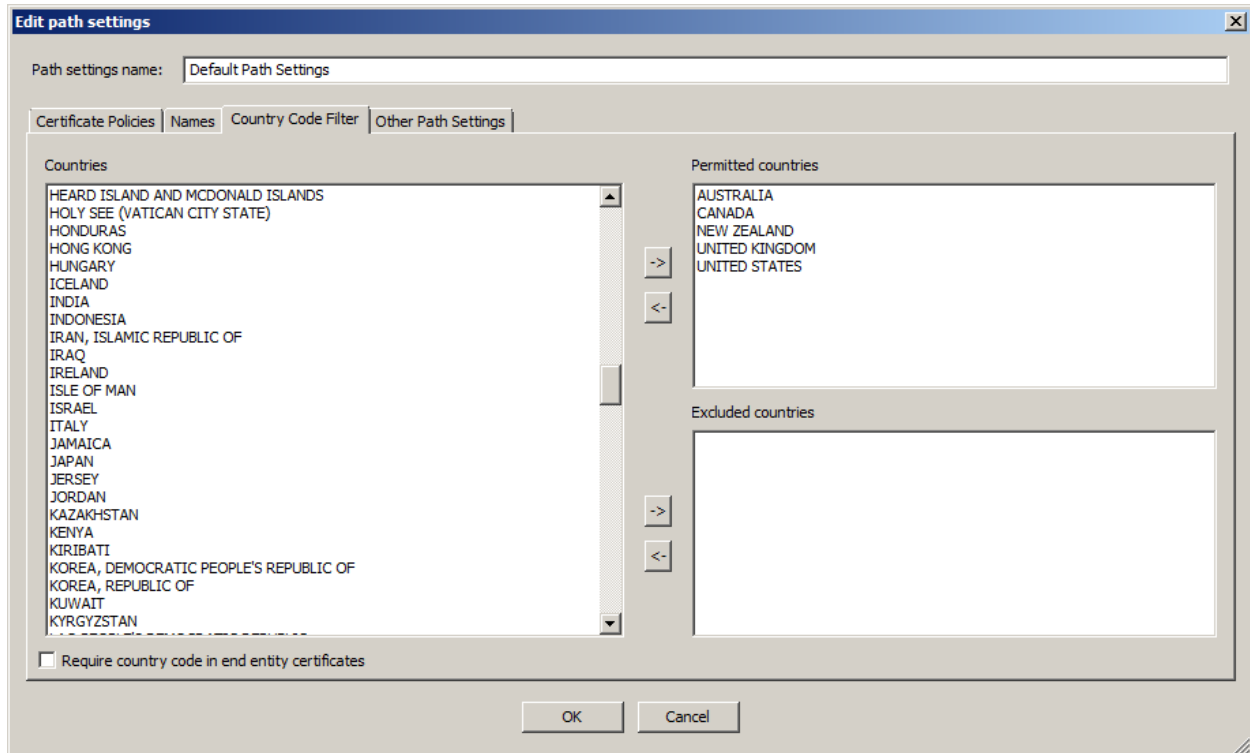 Edit path settings
Path settings name: Default Path Settings
Certificate Policies Names Country Code Filter Other Path Settings
Countries
HEARD ISLAND AND MCDONALD ISLANDS
HOLY SEE (VATICAN CITY STATE)
HONDURAS
HONG KONG
HUNGARY
ICELAND
INDIA
INDONESIA
IRAN, ISLAMIC REPUBLIC OF
IRAQ
IRELAND
ISLE OF MAN
ISRAEL
ITALY
JAMAICA
JAPAN
JERSEY
JORDAN
KAZAKHSTAN
KENYA
KIRIBATI
KOREA, DEMOCRATIC PEOPLE'S REPUBLIC OF
KOREA, REPUBLIC OF
KUWAIT
KYRGYZSTAN
Require country code in end entity certificates
->
<-
->
<-
Permitted countries
AUSTRALIA
CANADA
NEW ZEALAND
UNITED KINGDOM
UNITED STATES
Excluded countries
OK
Cancel